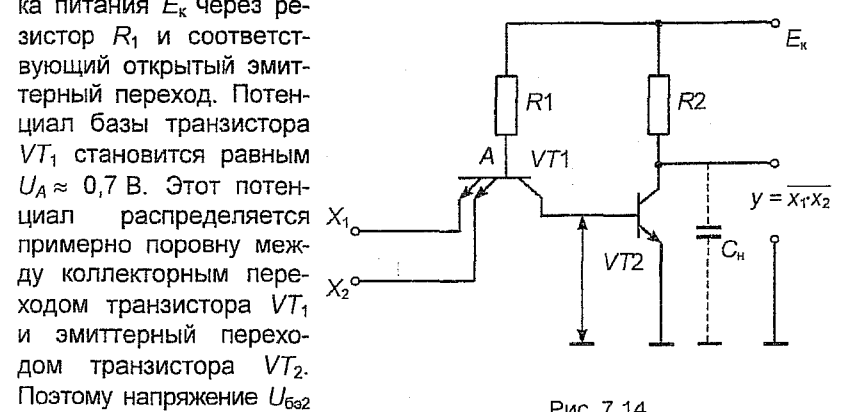 ка питания Eк через ре-
зистор R1 и соответст-
вующий открытый эмит-
терный переход. Потен-
циал базы транзистора
VT1 становится равным
UA ≈ 0,7 В. Этот потен-
циал распределяется
примерно поровну меж-
ду коллекторным пере-
ходом транзистора VT1
и эмиттерный перехо-
дом транзистора VT2.
Поэтому напряжение Uбэ2
Eк
R1
R2
A
VT1
X1
X2
VT2
Cн
y = \overline{x1·x2}
Рис. 7.14